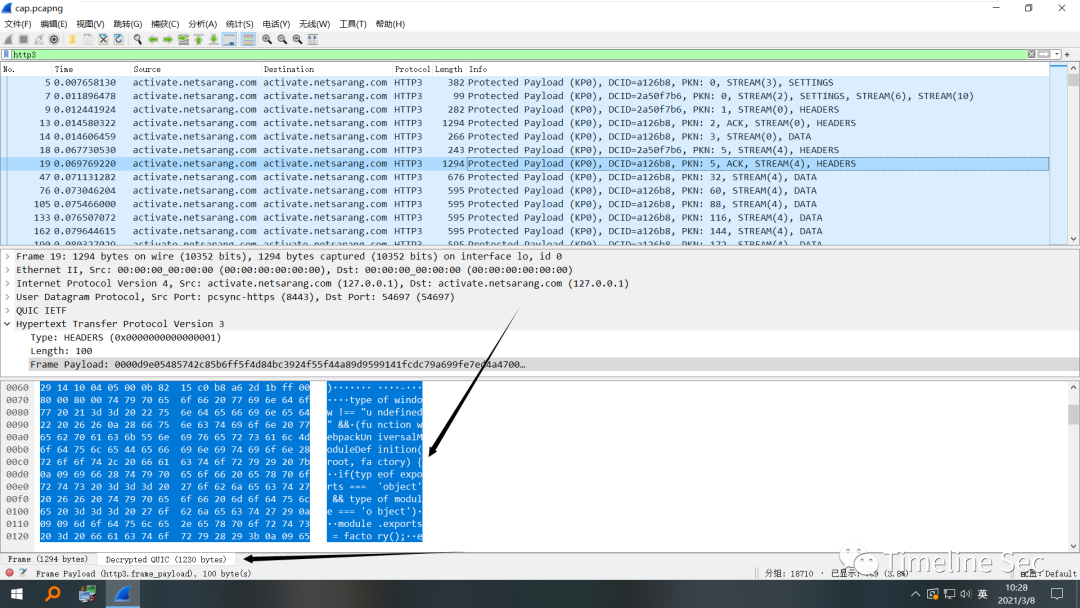 cap.pcapng
文件(F) 编辑(E) 视图(V) 跳转(G) 捕获(C) 分析(A) 统计(S) 电话(Y) 无线(W) 工具(T) 帮助(H)
http3
No. Time Source Destination Protocol Length Info
5 0.007658130 activate.netsarang.com activate.netsarang.com HTTP3 382 Protected Payload (KP0), DCID=a126b8, PKN: 0, STREAM(3), SETTINGS
7 0.011896478 activate.netsarang.com activate.netsarang.com HTTP3 99 Protected Payload (KP0), DCID=2a50f7b6, PKN: 0, STREAM(2), SETTINGS, STREAM(6), STREAM(10)
9 0.012441924 activate.netsarang.com activate.netsarang.com HTTP3 282 Protected Payload (KP0), DCID=2a50f7b6, PKN: 1, STREAM(0), HEADERS
13 0.014580322 activate.netsarang.com activate.netsarang.com HTTP3 1294 Protected Payload (KP0), DCID=a126b8, PKN: 2, ACK, STREAM(0), HEADERS
14 0.014606459 activate.netsarang.com activate.netsarang.com HTTP3 266 Protected Payload (KP0), DCID=a126b8, PKN: 3, STREAM(0), DATA
18 0.067730530 activate.netsarang.com activate.netsarang.com HTTP3 243 Protected Payload (KP0), DCID=2a50f7b6, PKN: 5, STREAM(4), HEADERS
19 0.069769220 activate.netsarang.com activate.netsarang.com HTTP3 1294 Protected Payload (KP0), DCID=a126b8, PKN: 5, ACK, STREAM(4), HEADERS
47 0.071131282 activate.netsarang.com activate.netsarang.com HTTP3 676 Protected Payload (KP0), DCID=a126b8, PKN: 32, STREAM(4), DATA
76 0.073046204 activate.netsarang.com activate.netsarang.com HTTP3 595 Protected Payload (KP0), DCID=a126b8, PKN: 60, STREAM(4), DATA
105 0.075466000 activate.netsarang.com activate.netsarang.com HTTP3 595 Protected Payload (KP0), DCID=a126b8, PKN: 88, STREAM(4), DATA
133 0.076507072 activate.netsarang.com activate.netsarang.com HTTP3 595 Protected Payload (KP0), DCID=a126b8, PKN: 116, STREAM(4), DATA
162 0.079644615 activate.netsarang.com activate.netsarang.com HTTP3 595 Protected Payload (KP0), DCID=a126b8, PKN: 144, STREAM(4), DATA
190 0.080327029 activate.netsarang.com activate.netsarang.com HTTP3 595 Protected Payload (KP0), DCID=a126b8, PKN: 172, STREAM(4), DATA
Frame 19: 1294 bytes on wire (10352 bits), 1294 bytes captured (10352 bits) on interface lo, id 0
Ethernet II, Src: 00:00:00_00:00:00 (00:00:00:00:00:00), Dst: 00:00:00_00:00:00 (00:00:00:00:00:00)
Internet Protocol Version 4, Src: activate.netsarang.com (127.0.0.1), Dst: activate.netsarang.com (127.0.0.1)
User Datagram Protocol, Src Port: pcsync-https (8443), Dst Port: 54697 (54697)
QUIC IETF
Hypertext Transfer Protocol Version 3
Type: HEADERS (0x0000000000000001)
Length: 100
Frame Payload: 0000d9e05485742c85b6ff5f4d84bc3924f55f44a89d9599141fcdc79a699fe7ed4a4700…
0060 29 14 10 04 05 00 0b 82 15 c0 b8 a6 2d 1b ff 00 )······· ····-···
0070 80 00 80 00 74 79 70 65 6f 66 20 77 69 6e 64 6f ····type of windo
0080 77 20 21 3d 3d 20 22 75 6e 64 65 66 69 6e 65 64 w !== "u ndefined
0090 22 20 26 26 0a 28 66 75 6e 63 74 69 6f 6e 20 77 " &&·(fu nction w
00a0 65 62 70 61 63 6b 55 6e 69 76 65 72 73 61 6c 4d ebpackUn iversalM
00b0 6f 64 75 6c 65 44 65 66 69 6e 69 74 69 6f 6e 28 oduleDef inition(
00c0 72 6f 6f 74 2c 20 66 61 63 74 6f 72 79 29 20 7b root, fa ctory) {
00d0 0a 09 69 66 28 74 79 70 65 6f 66 20 65 78 70 6f ··if(typ eof expo
00e0 72 74 73 20 3d 3d 3d 20 27 6f 62 6a 65 63 74 27 rts === 'object'
00f0 20 26 26 20 74 79 70 65 6f 66 20 6d 6f 64 75 6c && type of modul
0100 65 20 3d 3d 3d 20 27 6f 62 6a 65 63 74 27 29 0a e === 'o bject')·
0110 09 09 6d 6f 64 75 6c 65 2e 65 78 70 6f 72 74 73 ··module .exports
0120 20 3d 20 66 61 63 74 6f 72 79 28 29 3b 0a 09 65 = facto ry();··e
Frame (1294 bytes) Decrypted QUIC (1230 bytes)
Frame Payload (http3.frame_payload), 100 byte(s) 分组: 18710 · 已显示: (3.8%) 配置: Default
Timeline Sec
英
10:28
2021/3/8